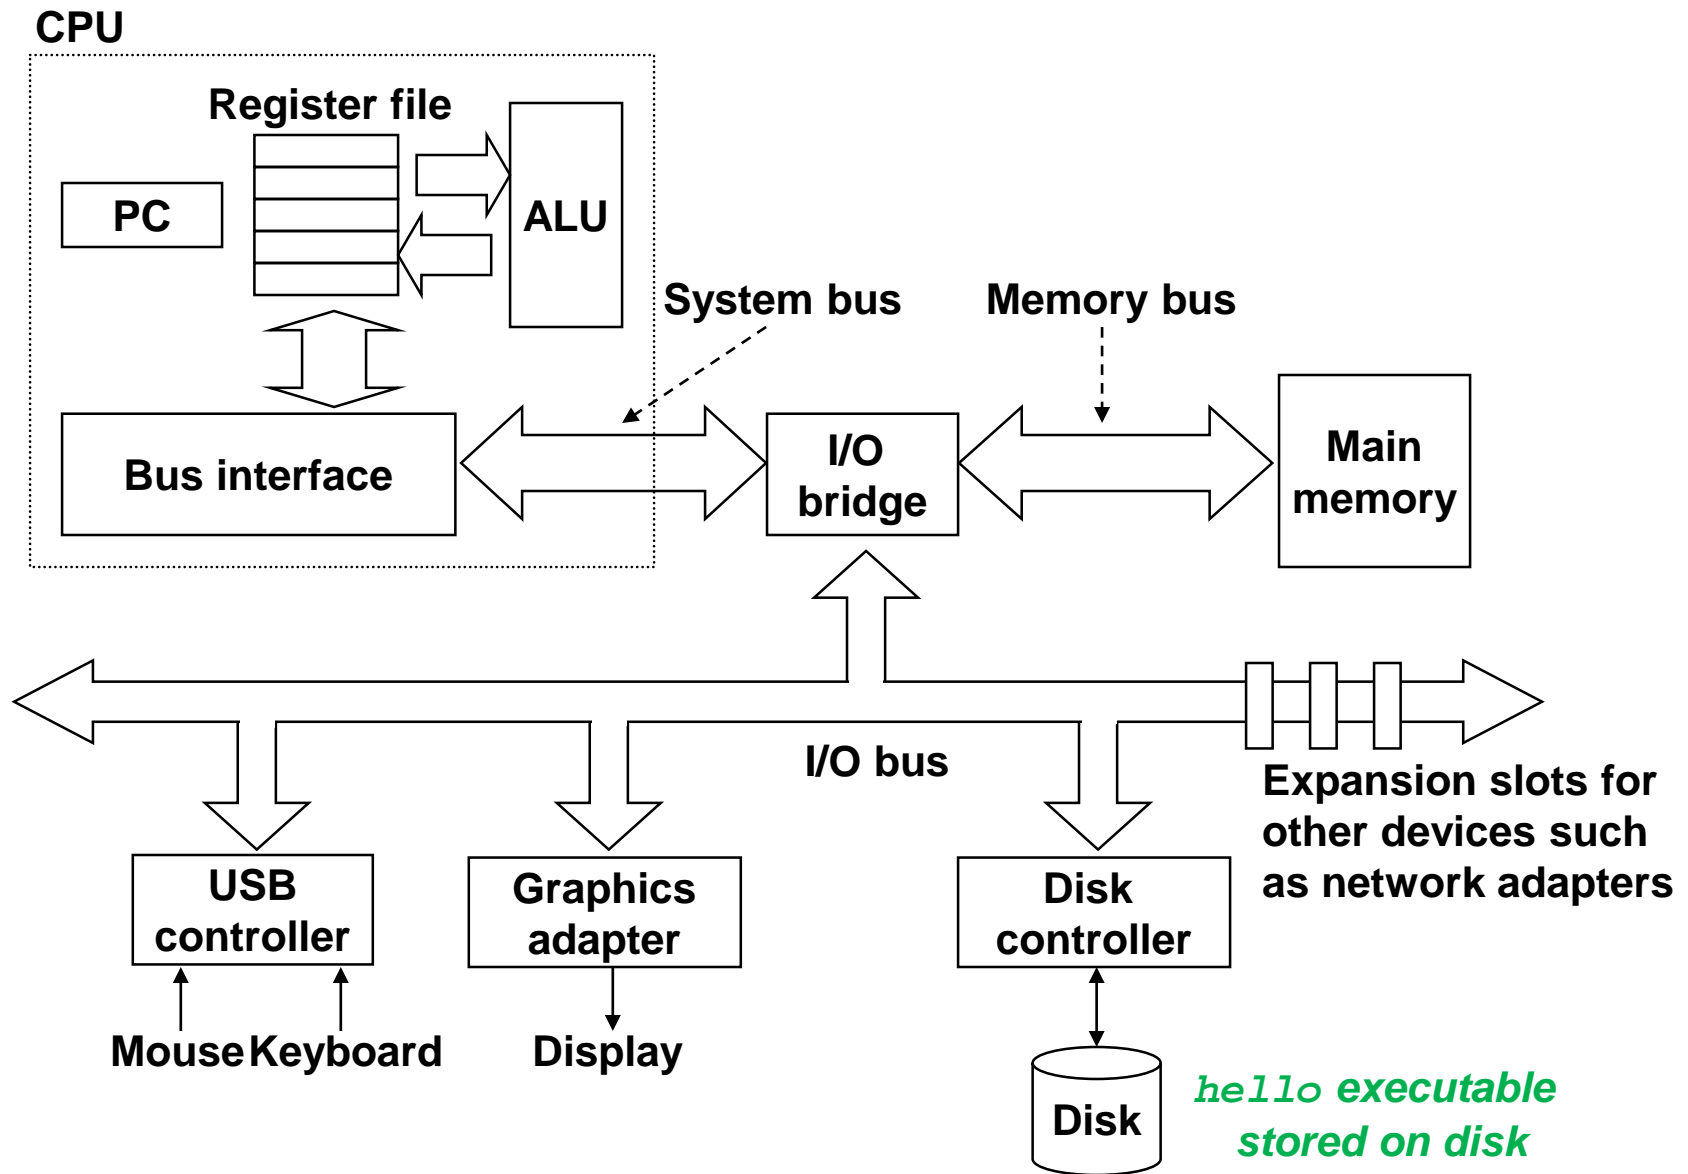 CPU
Register file
PC
ALU
System bus
Memory bus
Bus interface
I/O
bridge
Main
memory
I/O bus
Expansion slots for
other devices such
as network adapters
USB
controller
Graphics
adapter
Disk
controller
Mouse
Keyboard
Display
Disk
hello executable
stored on disk